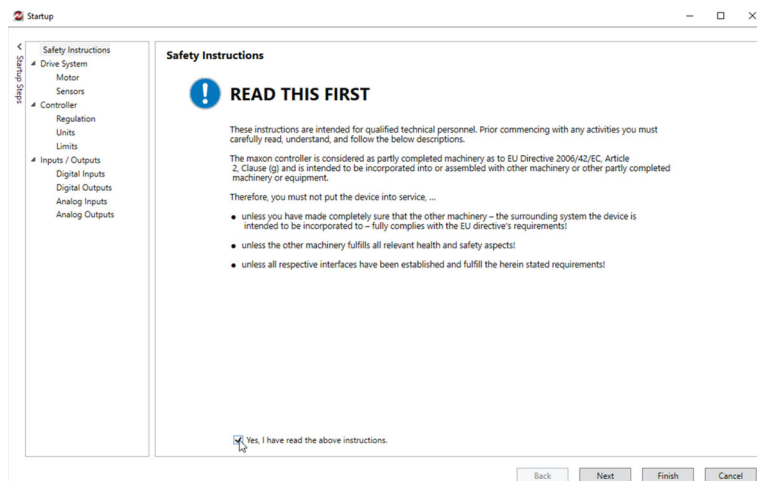 Startup
Startup Steps
Safety Instructions
Drive System
Motor
Sensors
Controller
Regulation
Units
Limits
Inputs / Outputs
Digital Inputs
Digital Outputs
Analog Inputs
Analog Outputs
Safety Instructions
READ THIS FIRST
These instructions are intended for qualified technical personnel. Prior commencing with any activities you must
carefully read, understand, and follow the below descriptions.
The maxon controller is considered as partly completed machinery as to EU Directive 2006/42/EC, Article
2, Clause (g) and is intended to be incorporated into or assembled with other machinery or other partly completed
machinery or equipment.
Therefore, you must not put the device into service, ...
● unless you have made completely sure that the other machinery – the surrounding system the device is
intended to be incorporated to – fully complies with the EU directive's requirements!
● unless the other machinery fulfills all relevant health and safety aspects!
● unless all respective interfaces have been established and fulfill the herein stated requirements!
Yes, I have read the above instructions.
Back
Next
Finish
Cancel